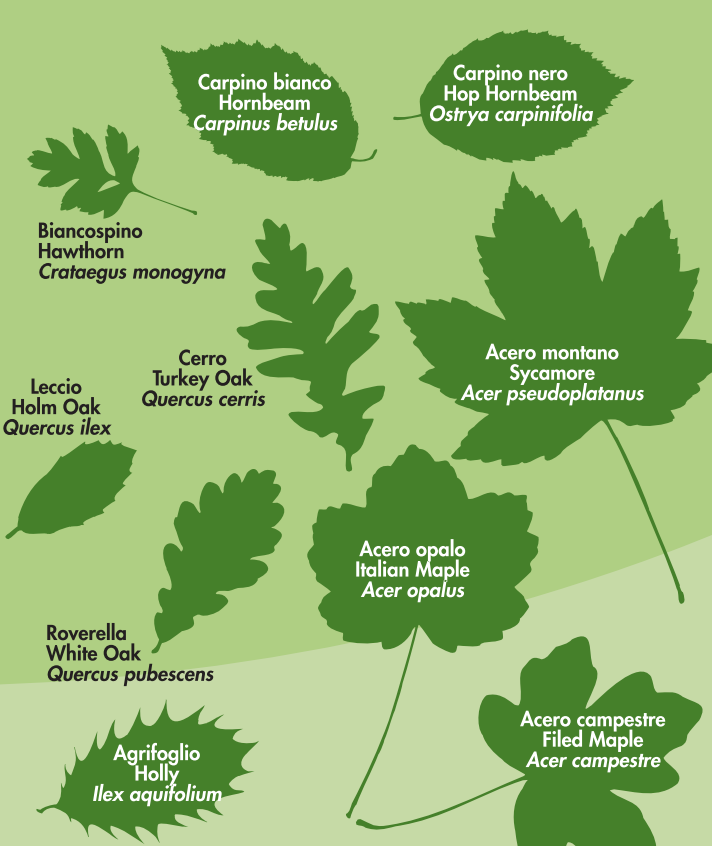 Carpino bianco
Hornbeam
Carpinus betulus
Carpino nero
Hop Hornbeam
Ostrya carpinifolia
Biancospino
Hawthorn
Crataegus monogyna
Cerro
Turkey Oak
Quercus cerris
Acero montano
Sycamore
Acer pseudoplatanus
Leccio
Holm Oak
Quercus ilex
Acero opalo
Italian Maple
Acer opalus
Roverella
White Oak
Quercus pubescens
Acero campestre
Filed Maple
Acer campestre
Agrifoglio
Holly
Ilex aquifolium